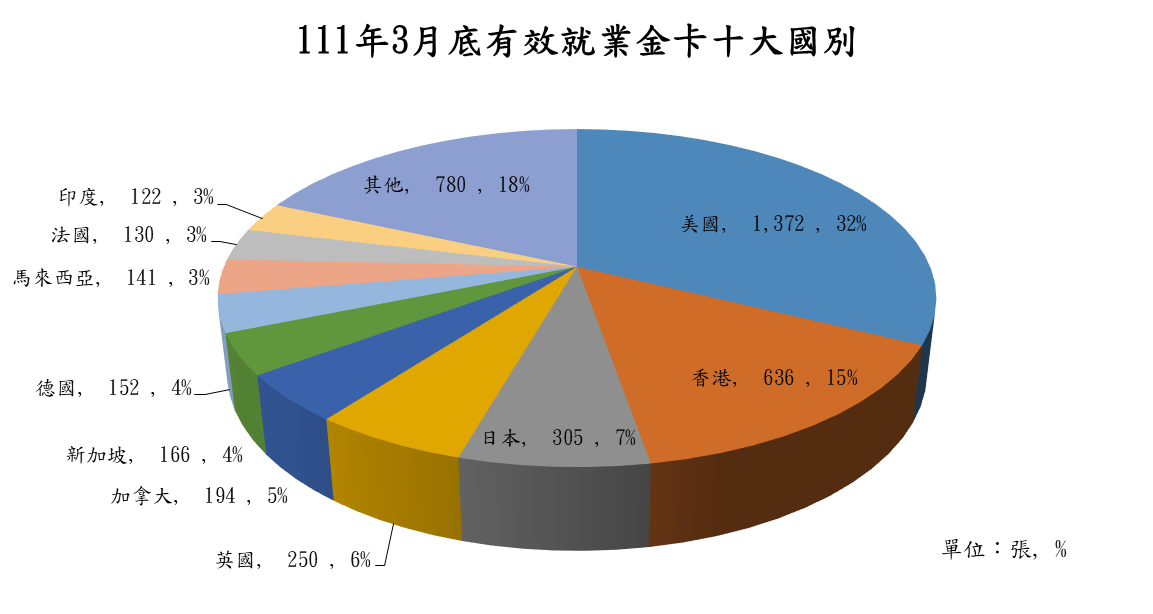 111年3月底有效就業金卡十大國別
其他, 780 , 18%
美國, 1,372 , 32%
印度, 122 , 3%
法國, 130 , 3%
馬來西亞, 141 , 3%
香港, 636 , 15%
德國, 152 , 4%
日本, 305 , 7%
新加坡, 166 , 4%
加拿大, 194 , 5%
英國, 250 , 6%
單位：張, %